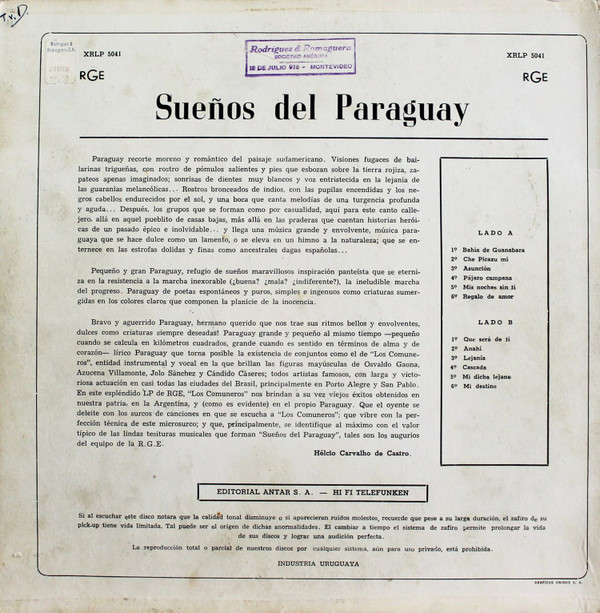 T.v.D.
XRLP 5041
RGE
Rodriguez & Romaguera
SOCIEDAD ANÓNIMA
18 DE JULIO 918 - MONTEVIDEO
XRLP 5041
RGE
Sueños del Paraguay
Paraguay recorte moreno y romántico del paisaje sudamericano. Visiones fugaces de bai-
larinas trigueñas, con rostro de pómulos salientes y pies que esbozan sobre la tierra rojiza, za-
pateos apenas imaginados; sonrisas de dientes muy blancos y voz entristecida en la lejanía de
las guaranias melancólicas... Rostros bronceados de indios, con las pupilas encendidas y los ne-
gros cabellos endurecidos por el sol, y una boca que canta melodías de una turgencia profunda
y aguda... Después, los grupos que se forman como por casualidad, aquí para este canto calle-
jero, allá en aquel pueblito de casas bajas, más allá en las praderas que cuentan historias herói-
cas de un pasado épico e inolvidable... y llega una música grande y envolvente, música para-
guaya que se hace dulce como un lamento, o se eleva en un himno a la naturaleza; que se en-
ternece en las estrofas dolidas y finas como ancestrales dagas españolas...
Pequeño y gran Paraguay, refugio de sueños maravillosos inspiración panteísta que se eterni-
za en la resistencia a la marcha inexorable (¿buena? ¿mala? ¿indiferente?), la ineludible marcha
del progreso. Paraguay de poetas espontáneos y puros, simples e ingenuos como criaturas sumer-
gidas en los colores claros que componen la planicie de la inocencia.
Bravo y aguerrido Paraguay, hermano querido que nos trae sus ritmos bellos y envolventes,
dulces como criaturas siempre deseadas! Paraguay grande y pequeño al mismo tiempo —pequeño
cuando se calcula en kilómetros cuadrados, grande cuando es sentido en términos de alma y de
corazón— lírico Paraguay que torna posible la existencia de conjuntos como el de "Los Comune-
ros", entidad instrumental y vocal en la que brillan las figuras mayúsculas de Osvaldo Gaona,
Azucena Villamonte, Jolo Sánchez y Cándido Cáseres; todos artistas famosos, con larga y victo-
riosa actuación en casi todas las ciudades del Brasil, principalmente en Porto Alegre y San Pablo.
En este espléndido LP de RGE, "Los Comuneros" nos brindan a su vez viejos éxitos obtenidos en
nuestra patria, en la Argentina, y (como es evidente) en el propio Paraguay. Que el oyente se
deleite con los surcos de canciones en que se escucha a "Los Comuneros"; que vibre con la per-
fección técnica de este microsurco; y que, principalmente, se identifique al máximo con el valor
típico de las lindas tesituras musicales que forman "Sueños del Paraguay", tales son los augurios
del equipo de la R.G.E.
Hélcio Carvalho de Castro.
LADO A
1º Bahía de Guanabara
2º Che Picazu mi
3º Asunción
4º Pájaro campana
5º Mis noches sin ti
6º Regalo de amor
LADO B
1º Que será de ti
2º Anahí
3º Lejanía
4º Cascada
5º Mi dicha lejana
6º Mi destino
EDITORIAL ANTAR S. A. — HI FI TELEFUNKEN
Si al escuchar este disco notara que la calidad tonal disminuye o si aparecieran ruidos molestos, recuerde que pese a su larga duración, el zafiro de su
pick-up tiene vida limitada. Tal puede ser el origen de dichas anormalidades. El cambiar a tiempo el sistema de zafiro permite prolongar la vida
de sus discos y lograr una audición perfecta.
La reproducción total o parcial de nuestros discos por cualquier sistema, aún para uso privado, está prohibida.
INDUSTRIA URUGUAYA
GRAFICOS UNIDOS S. A.